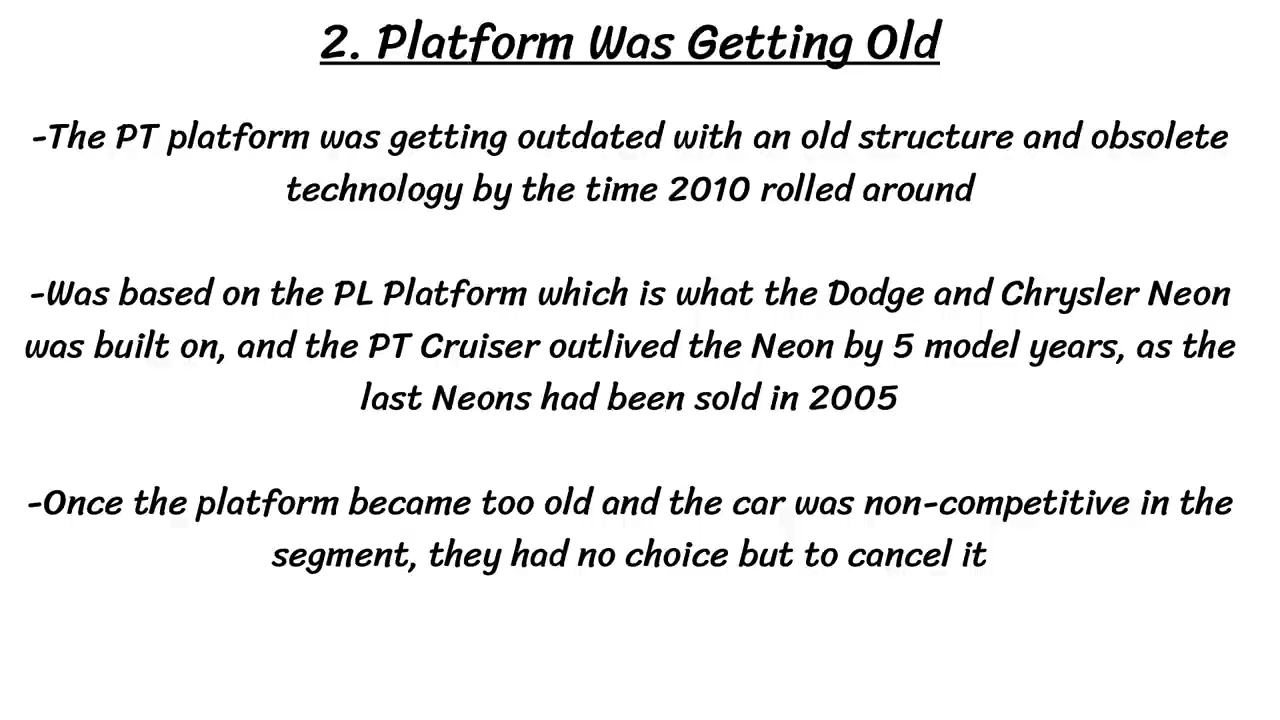 2. Platform Was Getting Old
-The PT platform was getting outdated with an old structure and obsolete
technology by the time 2010 rolled around
-Was based on the PL Platform which is what the Dodge and Chrysler Neon
was built on, and the PT Cruiser outlived the Neon by 5 model years, as the
last Neons had been sold in 2005
-Once the platform became too old and the car was non-competitive in the
segment, they had no choice but to cancel it